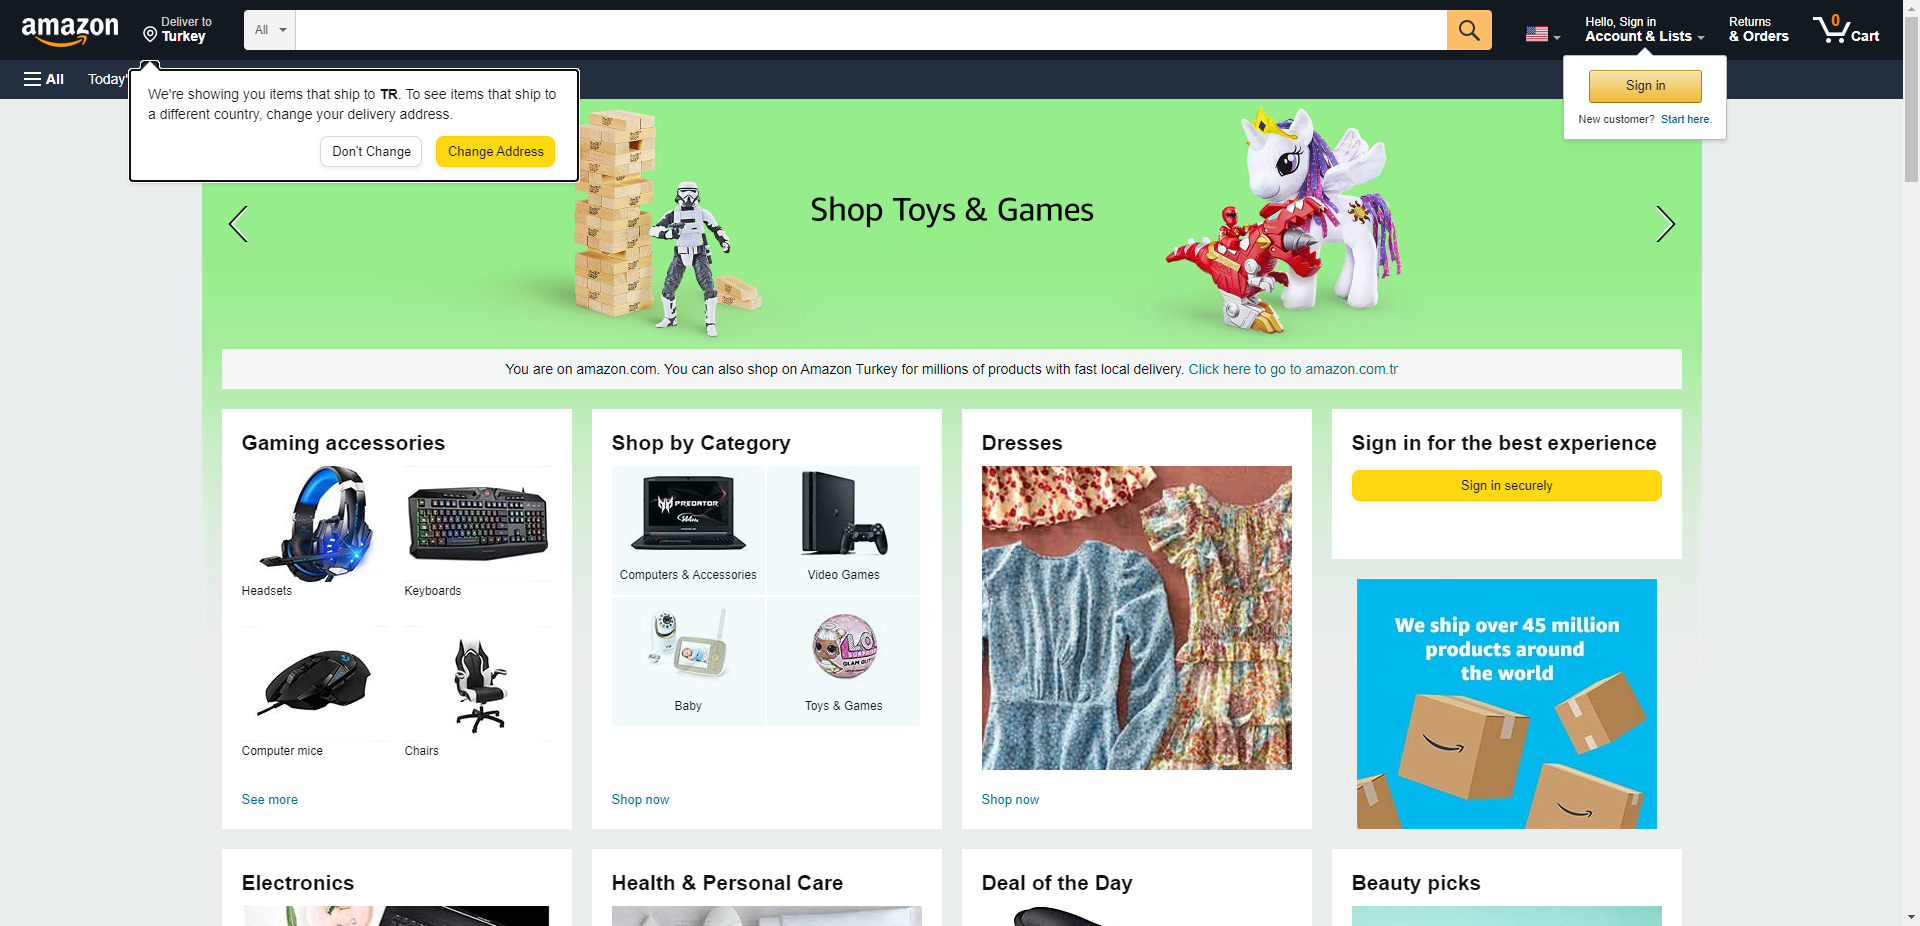 amazon
Deliver to
Turkey
All
Hello, Sign in
Account & Lists
Returns
& Orders
0
Cart
All
Today'
We're showing you items that ship to TR. To see items that ship to
a different country, change your delivery address.
Don't Change
Change Address
Sign in
New customer? Start here.
Shop Toys & Games
You are on amazon.com. You can also shop on Amazon Turkey for millions of products with fast local delivery. Click here to go to amazon.com.tr
Gaming accessories
Headsets
Keyboards
Computer mice
Chairs
See more
Shop by Category
PREDATOR
Computers & Accessories
Video Games
Baby
Toys & Games
Shop now
Dresses
Shop now
Sign in for the best experience
Sign in securely
We ship over 45 million
products around
the world
Electronics
Health & Personal Care
Deal of the Day
Beauty picks